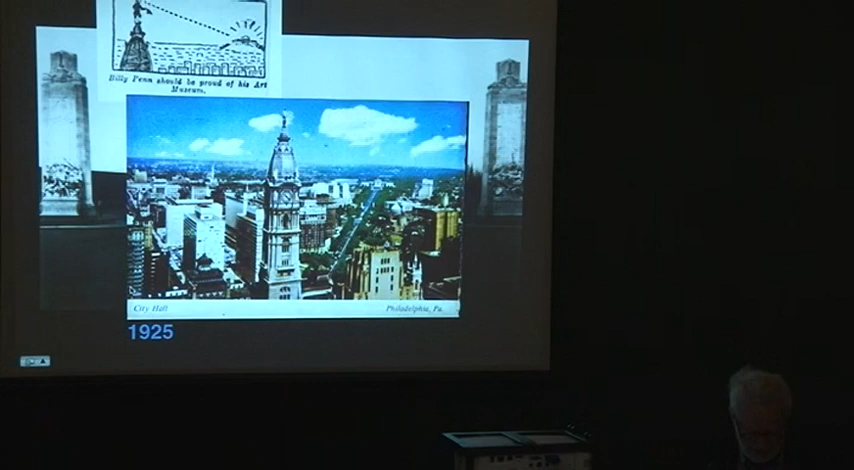 Billy Penn should be proud of his Art
Museum.
City Hall
Philadelphia, Pa.
1925